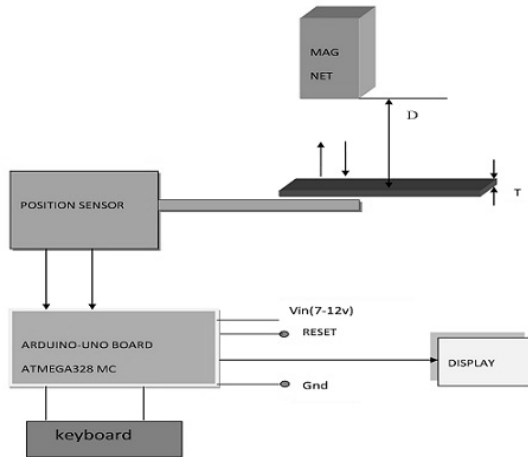 MAG
NET
D
T
POSITION SENSOR
Vin(7-12v)
RESET
ARDUINO-UNO BOARD
ATMEGA328 MC
DISPLAY
Gnd
keyboard